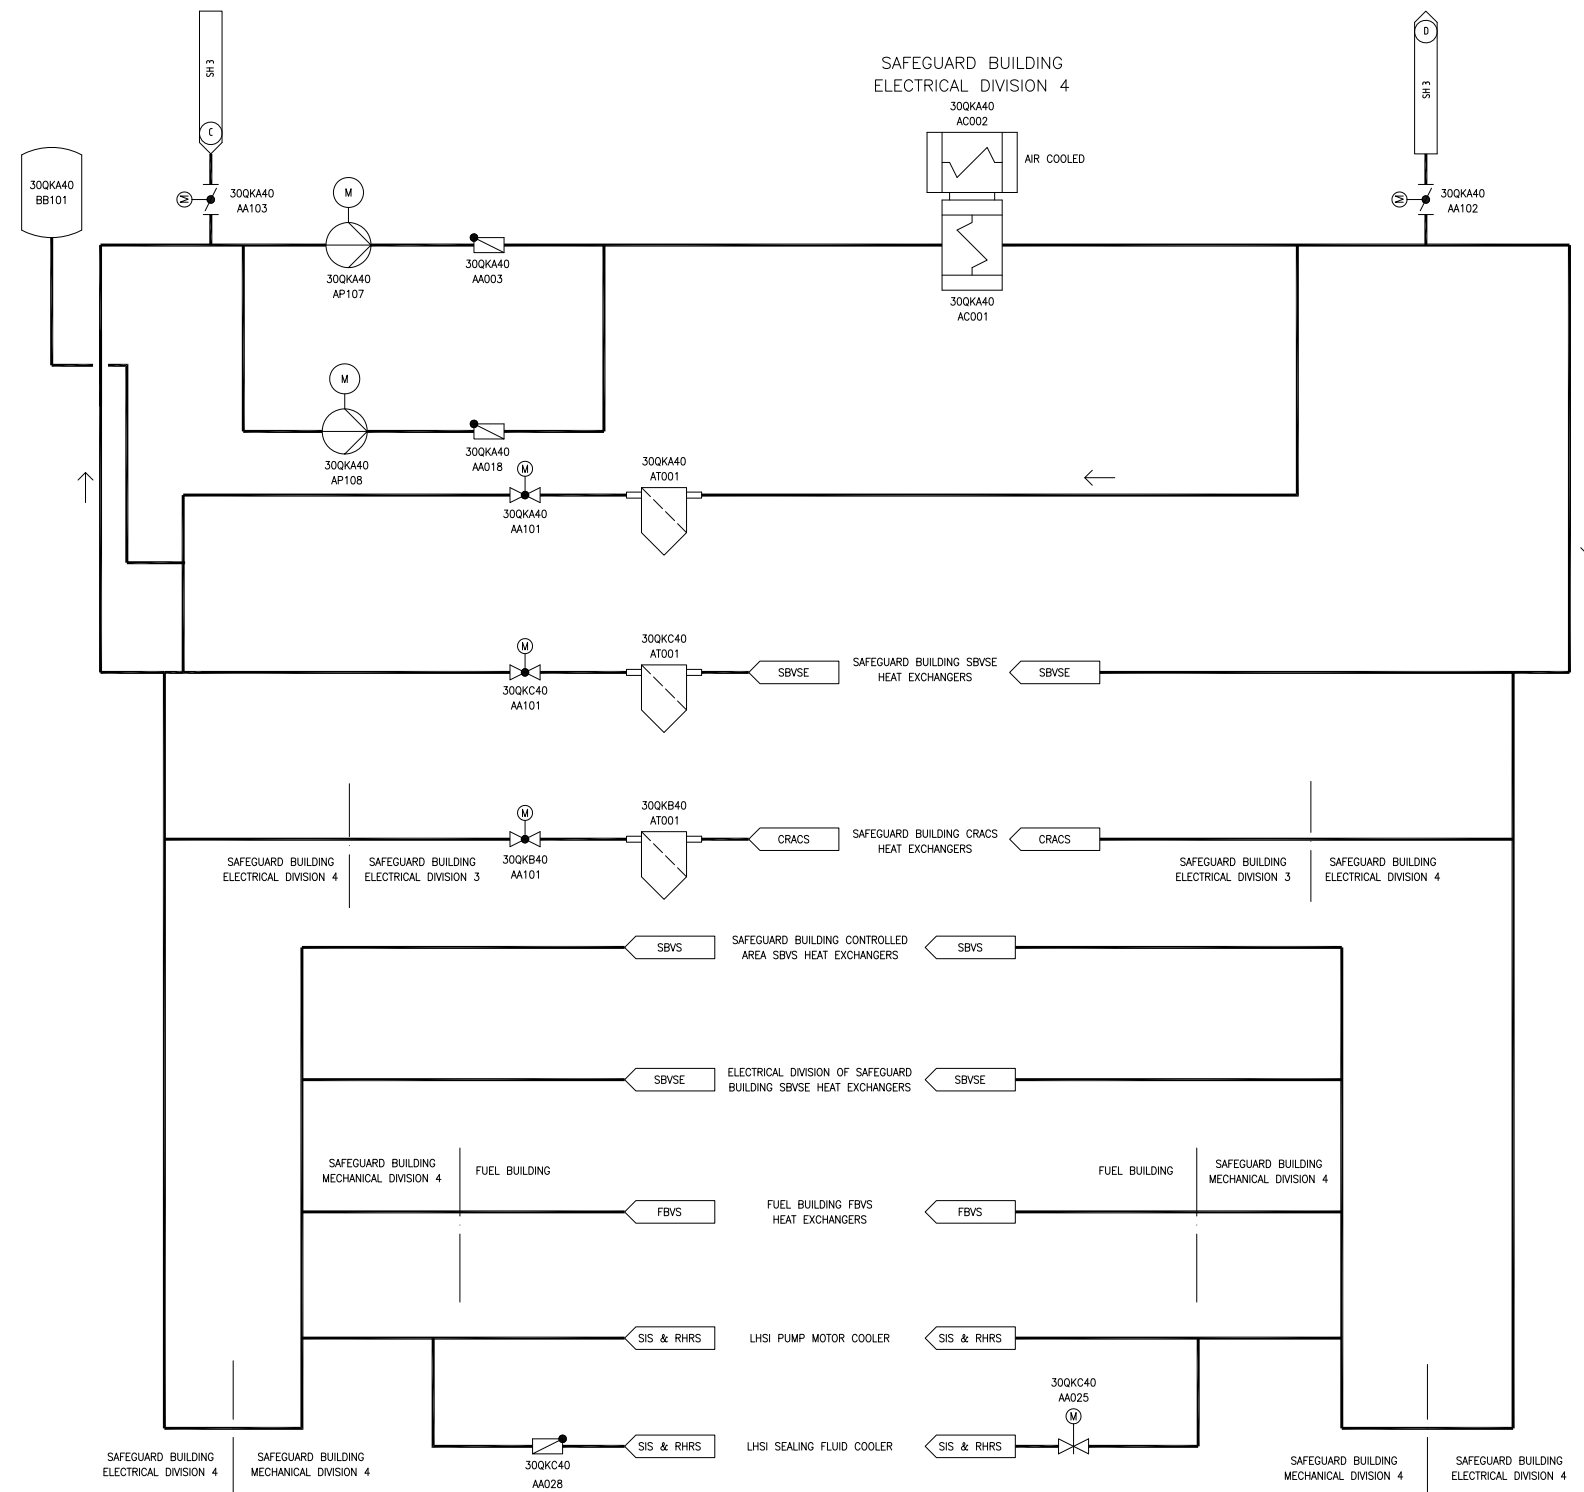 SH 3
C
SAFEGUARD BUILDING
ELECTRICAL DIVISION 4
30QKA40
AC002
AIR COOLED
D
SH 3
30QKA40
BB101
M
30QKA40
AA103
M
M
30QKA40
AA102
30QKA40
AP107
30QKA40
AA003
30QKA40
AC001
M
30QKA40
AP108
30QKA40
AA018
M
30QKA40
AA101
30QKA40
AT001
M
30QKC40
AA101
30QKC40
AT001
SBVSE
SAFEGUARD BUILDING SBVSE
HEAT EXCHANGERS
SBVSE
M
30QKB40
AA101
30QKB40
AT001
CRACS
SAFEGUARD BUILDING CRACS
HEAT EXCHANGERS
CRACS
SAFEGUARD BUILDING
ELECTRICAL DIVISION 4
SAFEGUARD BUILDING
ELECTRICAL DIVISION 3
SAFEGUARD BUILDING
ELECTRICAL DIVISION 3
SAFEGUARD BUILDING
ELECTRICAL DIVISION 4
SBVS
SAFEGUARD BUILDING CONTROLLED
AREA SBVS HEAT EXCHANGERS
SBVS
SBVSE
ELECTRICAL DIVISION OF SAFEGUARD
BUILDING SBVSE HEAT EXCHANGERS
SBVSE
SAFEGUARD BUILDING
MECHANICAL DIVISION 4
FUEL BUILDING
FUEL BUILDING
SAFEGUARD BUILDING
MECHANICAL DIVISION 4
FBVS
FUEL BUILDING FBVS
HEAT EXCHANGERS
FBVS
SIS & RHRS
LHSI PUMP MOTOR COOLER
SIS & RHRS
30QKC40
AA025
M
30QKC40
AA028
SIS & RHRS
LHSI SEALING FLUID COOLER
SIS & RHRS
SAFEGUARD BUILDING
ELECTRICAL DIVISION 4
SAFEGUARD BUILDING
MECHANICAL DIVISION 4
SAFEGUARD BUILDING
MECHANICAL DIVISION 4
SAFEGUARD BUILDING
ELECTRICAL DIVISION 4